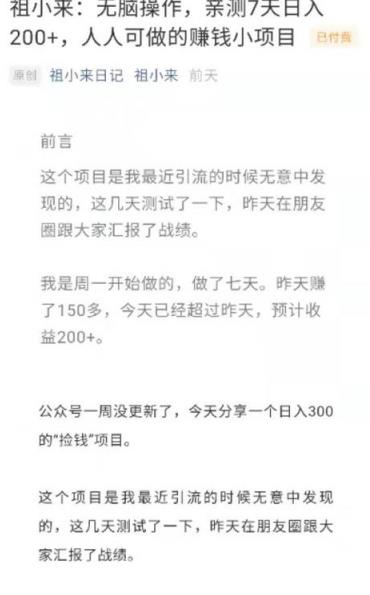 祖小来：无脑操作，亲测7天日入
200+，人人可做的赚钱小项目 已付费
原创 祖小来日记 祖小来 前天
前言
这个项目是我最近引流的时候无意中发
现的，这几天测试了一下，昨天在朋友
圈跟大家汇报了战绩。
我是周一开始做的，做了七天。昨天赚
了150多，今天已经超过昨天，预计收
益200+。
公众号一周没更新了，今天分享一个日入300
的“捡钱”项目。
这个项目是我最近引流的时候无意中发现
的，这几天测试了一下，昨天在朋友圈跟大
家汇报了战绩。